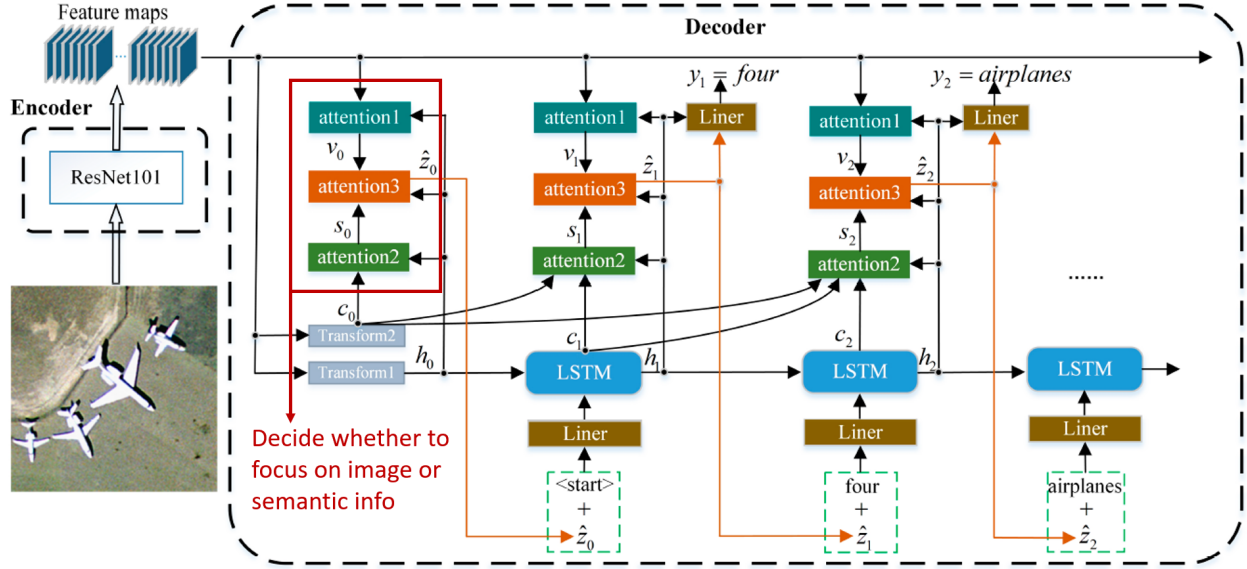 Feature maps
Decoder
Encoder
ResNet101
y₁ = four
y₂ = airplanes
attention1
attention1
Liner
attention1
Liner
v₀
ẑ₀
v₁
ẑ₁
v₂
ẑ₂
attention3
attention3
attention3
s₀
s₁
s₂
attention2
attention2
attention2
......
c₀
c₁
c₂
Transform2
Transform1
h₀
LSTM
h₁
LSTM
h₂
LSTM
Decide whether to
focus on image or
semantic info
Liner
Liner
Liner
<start>
+
ẑ₀
four
+
ẑ₁
airplanes
+
ẑ₂